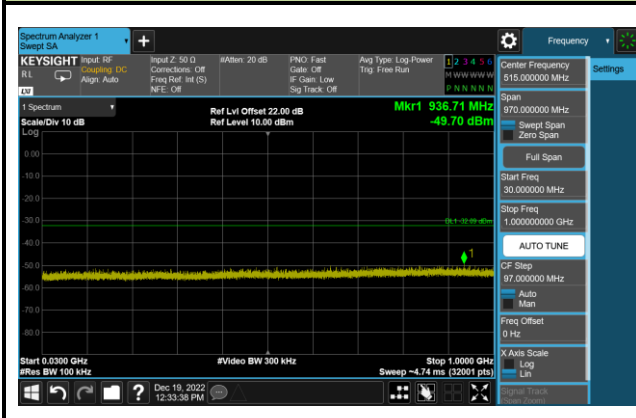 Spectrum Analyzer 1
Swept SA
+
Frequency
KEYSIGHT
RL
LXI
Input: RF
Coupling: DC
Align: Auto
Input Z: 50 Ω
Corrections: Off
Freq Ref: Int (S)
NFE: Off
#Atten: 20 dB
PNO: Fast
Gate: Off
IF Gain: Low
Sig Track: Off
Avg Type: Log-Power
Trig: Free Run
1 2 3 4 5 6
M W W W W W
P N N N N N
1 Spectrum
Scale/Div 10 dB
Log
Ref Lvl Offset 22.00 dB
Ref Level 10.00 dBm
Mkr1 936.71 MHz
-49.70 dBm
0.00
-10.0
-20.0
-30.0
-40.0
-50.0
-60.0
-70.0
-80.0
DL1 -32.09 dBm
1
Start 0.0300 GHz
#Res BW 100 kHz
#Video BW 300 kHz
Stop 1.0000 GHz
Sweep ~4.74 ms (32001 pts)
Center Frequency
515.000000 MHz
Span
970.000000 MHz
Swept Span
Zero Span
Full Span
Start Freq
30.000000 MHz
Stop Freq
1.000000000 GHz
AUTO TUNE
CF Step
97.000000 MHz
Auto
Man
Freq Offset
0 Hz
X Axis Scale
Log
Lin
Signal Track
(Span Zoom)
Settings
?
Dec 19, 2022
12:33:38 PM